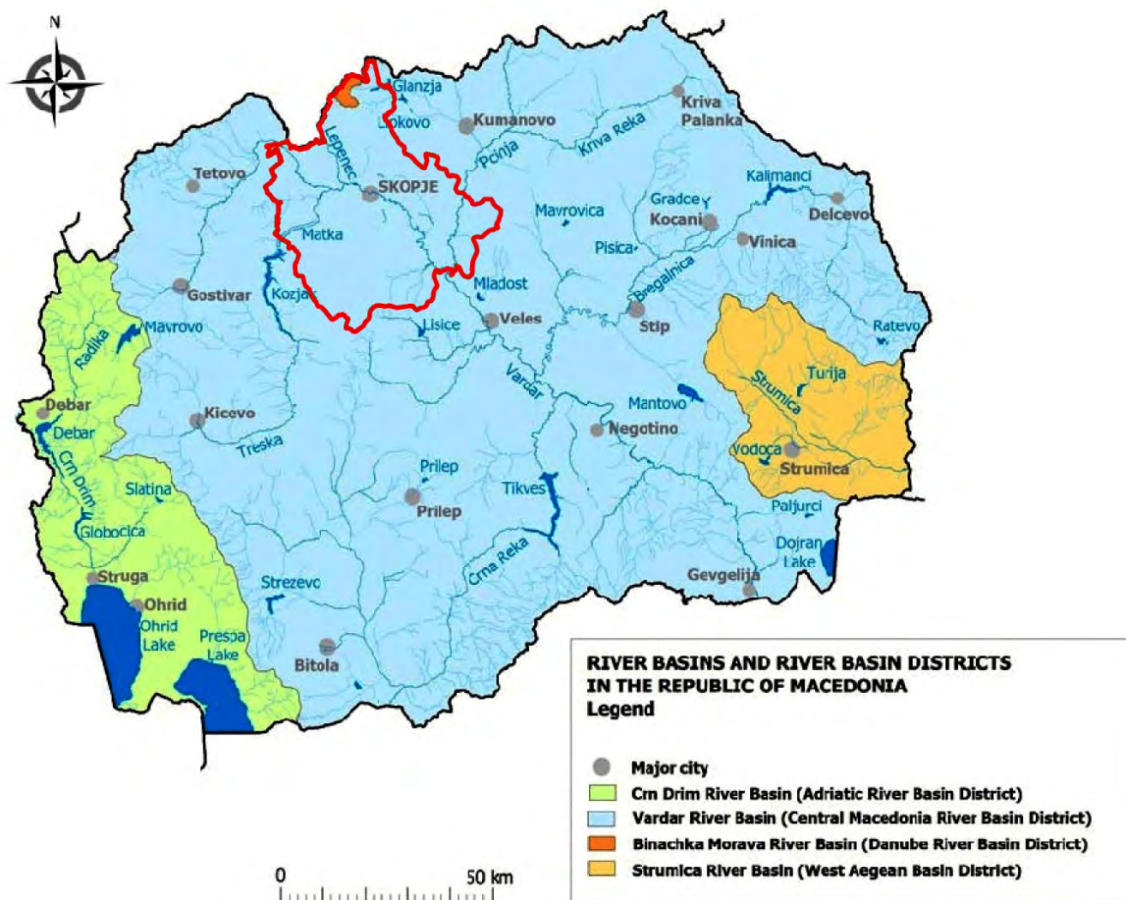 N
Glanzja
Lipkovo
Kumanovo
Kriva
Palanka
Lepenec
Pcinja
Kriva Reka
Tetovo
SKOPJE
Kalimanci
Gradce
Delcevo
Mavrovica
Kocani
Matka
Pisica
Vinica
Bregalnica
Mladost
Gostivar
Kozjak
Mavrovo
Lisice
Veles
Stip
Ratevo
Radika
Turija
Vardar
Strumica
Debar
Mantovo
Kicevo
Debar
Negotino
Treska
Vodoca
Strumica
Crn Drim
Prilep
Slatina
Tikves
Prilep
Paljurci
Globocica
Crna Reka
Dojran
Lake
Struga
Strezevo
Gevgelija
Ohrid
Ohrid
Lake
Prespa
Lake
Bitola
RIVER BASINS AND RIVER BASIN DISTRICTS
IN THE REPUBLIC OF MACEDONIA
Legend
Major city
Crn Drim River Basin (Adriatic River Basin District)
Vardar River Basin (Central Macedonia River Basin District)
Binachka Morava River Basin (Danube River Basin District)
Strumica River Basin (West Aegean Basin District)
0 50 km